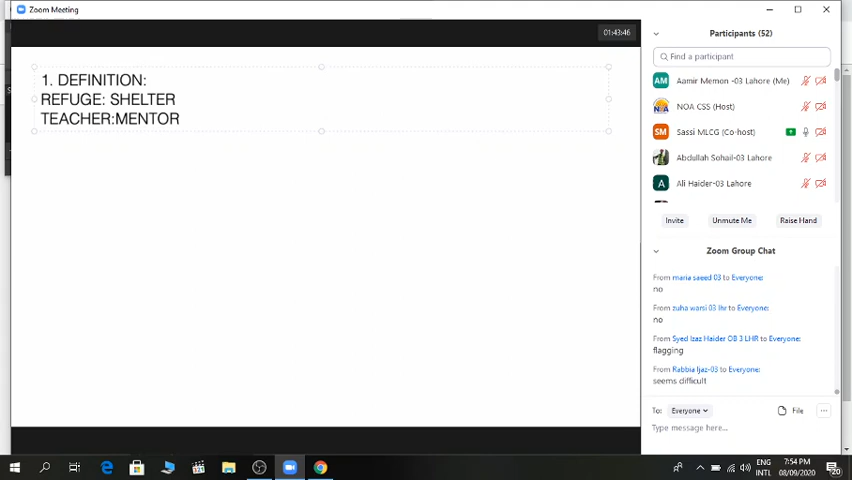 Zoom Meeting
01:43:46
1. DEFINITION:
REFUGE: SHELTER
TEACHER:MENTOR
Participants (52)
Find a participant
AM Aamir Memon -03 Lahore (Me)
NOA CSS (Host)
SM Sassi MLCG (Co-host)
Abdullah Sohail-03 Lahore
A Ali Haider-03 Lahore
Invite
Unmute Me
Raise Hand
Zoom Group Chat
From maria saeed 03 to Everyone:
no
From zuha warsi 03 lhr to Everyone:
no
From Syed Izaz Haider OB 3 LHR to Everyone:
flagging
From Rabbia Ijaz-03 to Everyone:
seems difficult
To: Everyone
File
Type message here...
ENG
INTL
7:54 PM
08/09/2020
20